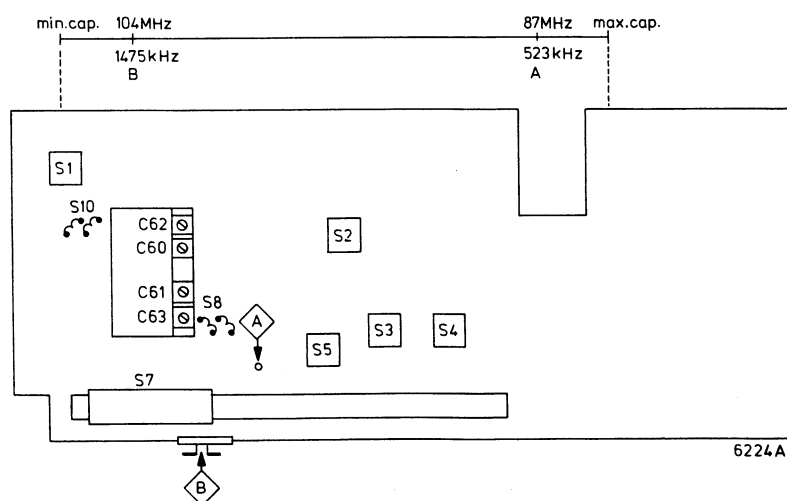 min.cap. 104MHz 87MHz max.cap.
1475kHz 523kHz
B A
S1
S10
C62
C60
S2
C61
S8
A
C63
S3
S4
S5
S7
6224A
B